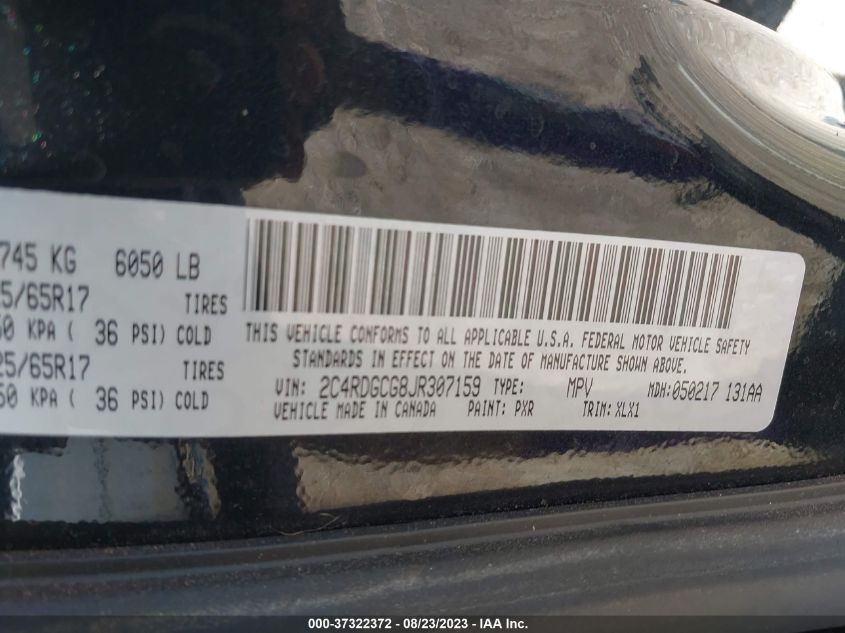 745 KG 6050 LB
5/65R17 TIRES
50 KPA ( 36 PSI) COLD
25/65R17 TIRES
50 KPA ( 36 PSI) COLD
THIS VEHICLE CONFORMS TO ALL APPLICABLE U.S.A. FEDERAL MOTOR VEHICLE SAFETY
STANDARDS IN EFFECT ON THE DATE OF MANUFACTURE SHOWN ABOVE.
VIN: 2C4RDGCG8JR307159 TYPE: MPV MDH:050217 131AA
VEHICLE MADE IN CANADA PAINT: PXR TRIM: XLX1
000-37322372 - 08/23/2023 - IAA Inc.